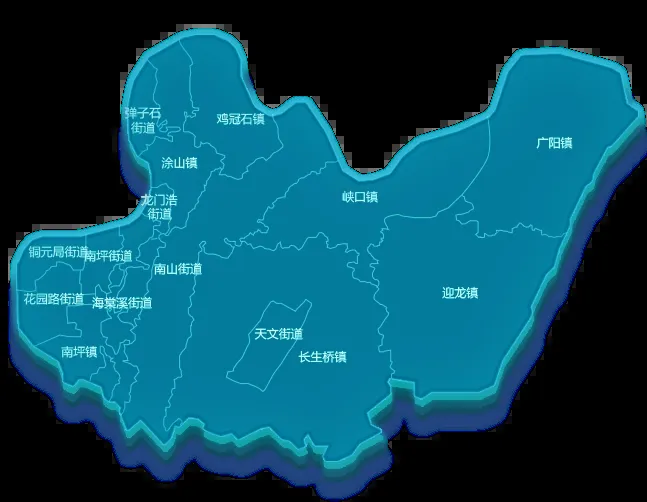 弹子石
街道
鸡冠石镇
广阳镇
涂山镇
龙门浩
街道
峡口镇
铜元局街道
南坪街道
南山街道
花园路街道
海棠溪街道
迎龙镇
天文街道
南坪镇
长生桥镇